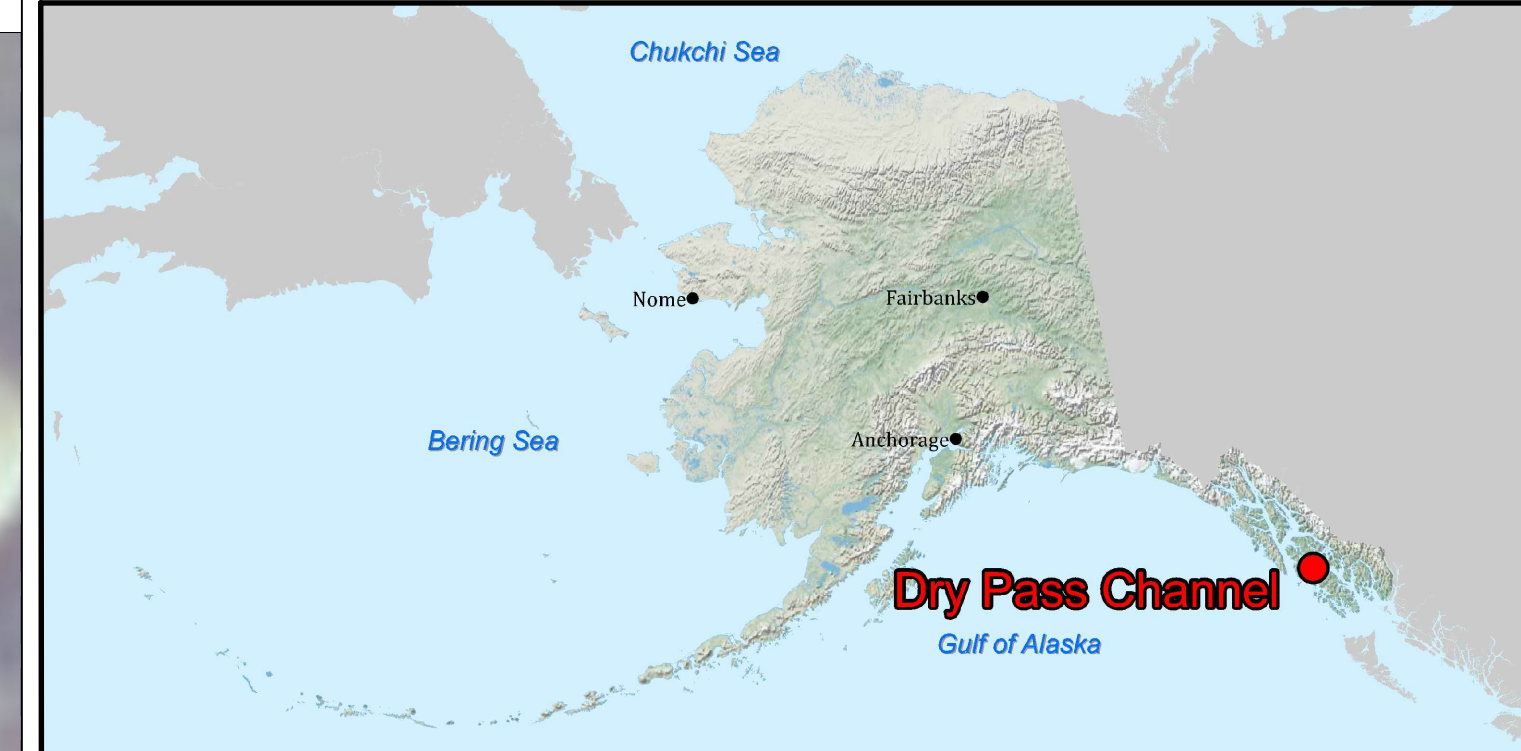 Chukchi Sea
Nome
Fairbanks
Bering Sea
Anchorage
Dry Pass Channel
Gulf of Alaska